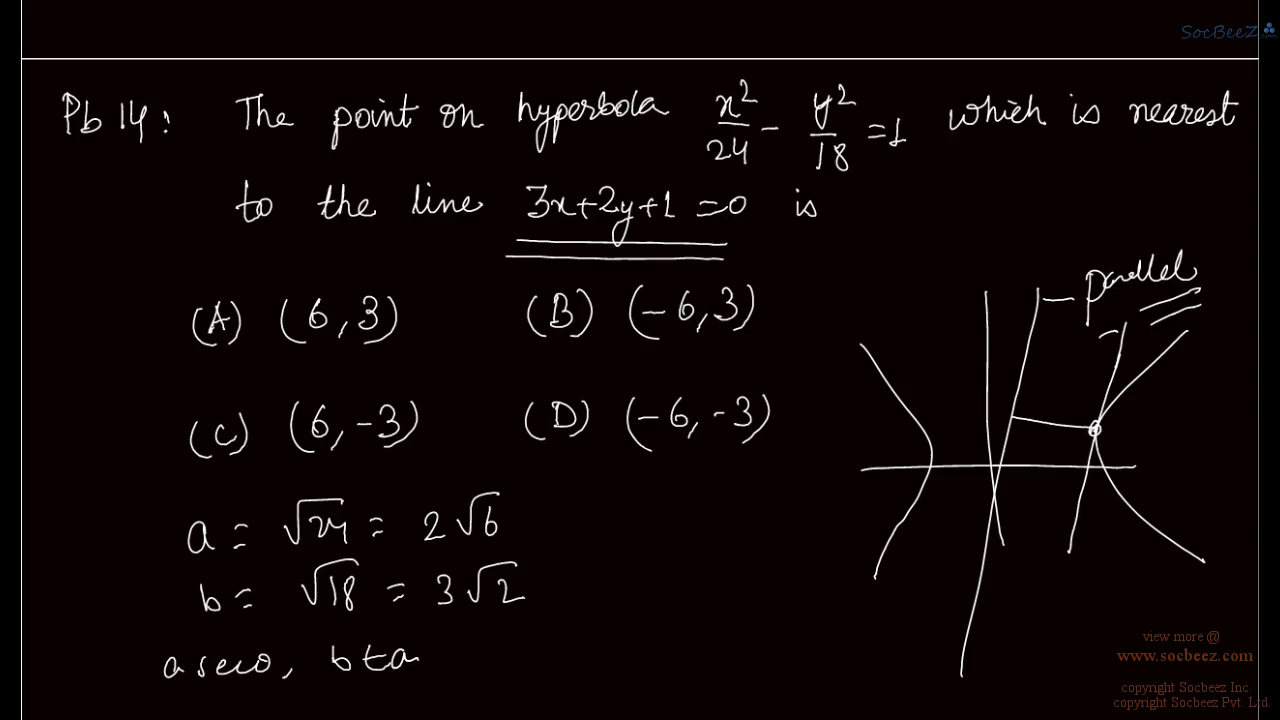 SocBeeZ
Pb 14: The point on hyperbola x²/24 - y²/18 = 1 which is nearest
to the line 3x+2y+1 = 0 is
(A) (6, 3) (B) (-6, 3)
(C) (6, -3) (D) (-6, -3)
parallel
a = √24 = 2√6
b = √18 = 3√2
a secθ, b ta
view more @
www.socbeez.com
copyright Socbeez Inc.
copyright Socbeez Pvt. Ltd.